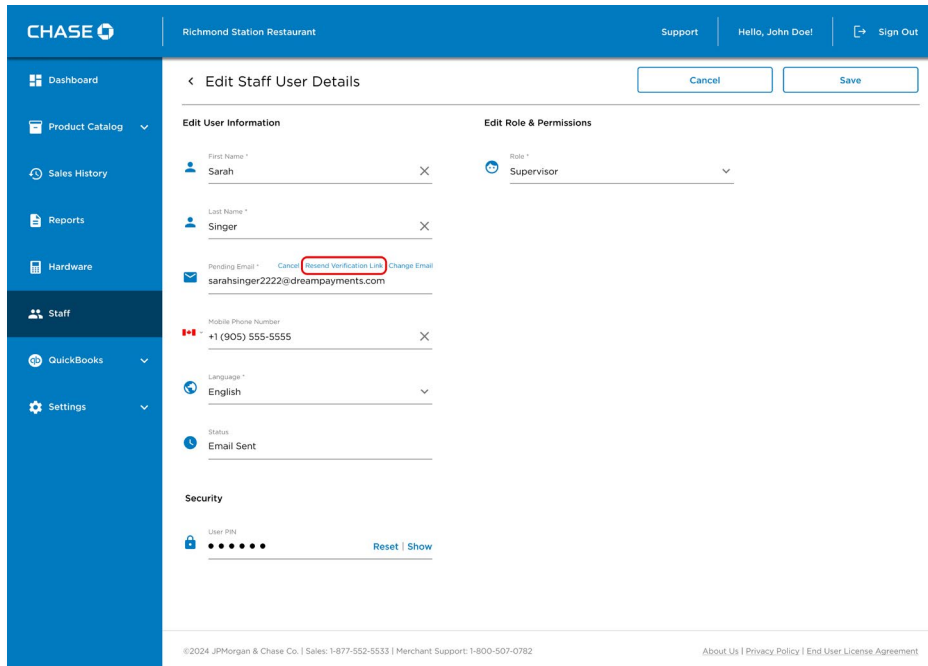 CHASE
Richmond Station Restaurant
Support
Hello, John Doe!
Sign Out
Dashboard
Product Catalog
Sales History
Reports
Hardware
Staff
qb QuickBooks
Settings
Edit Staff User Details
Cancel
Save
Edit User Information
Edit Role & Permissions
First Name *
Sarah
Role *
Supervisor
Last Name *
Singer
Pending Email * Cancel Resend Verification Link Change Email
sarahsinger2222@dreampayments.com
Mobile Phone Number
+1 (905) 555-5555
Language *
English
Status
Email Sent
Security
User PIN
●●●●●● Reset | Show
©2024 JPMorgan & Chase Co. | Sales: 1-877-552-5533 | Merchant Support: 1-800-507-0782
About Us | Privacy Policy | End User License Agreement